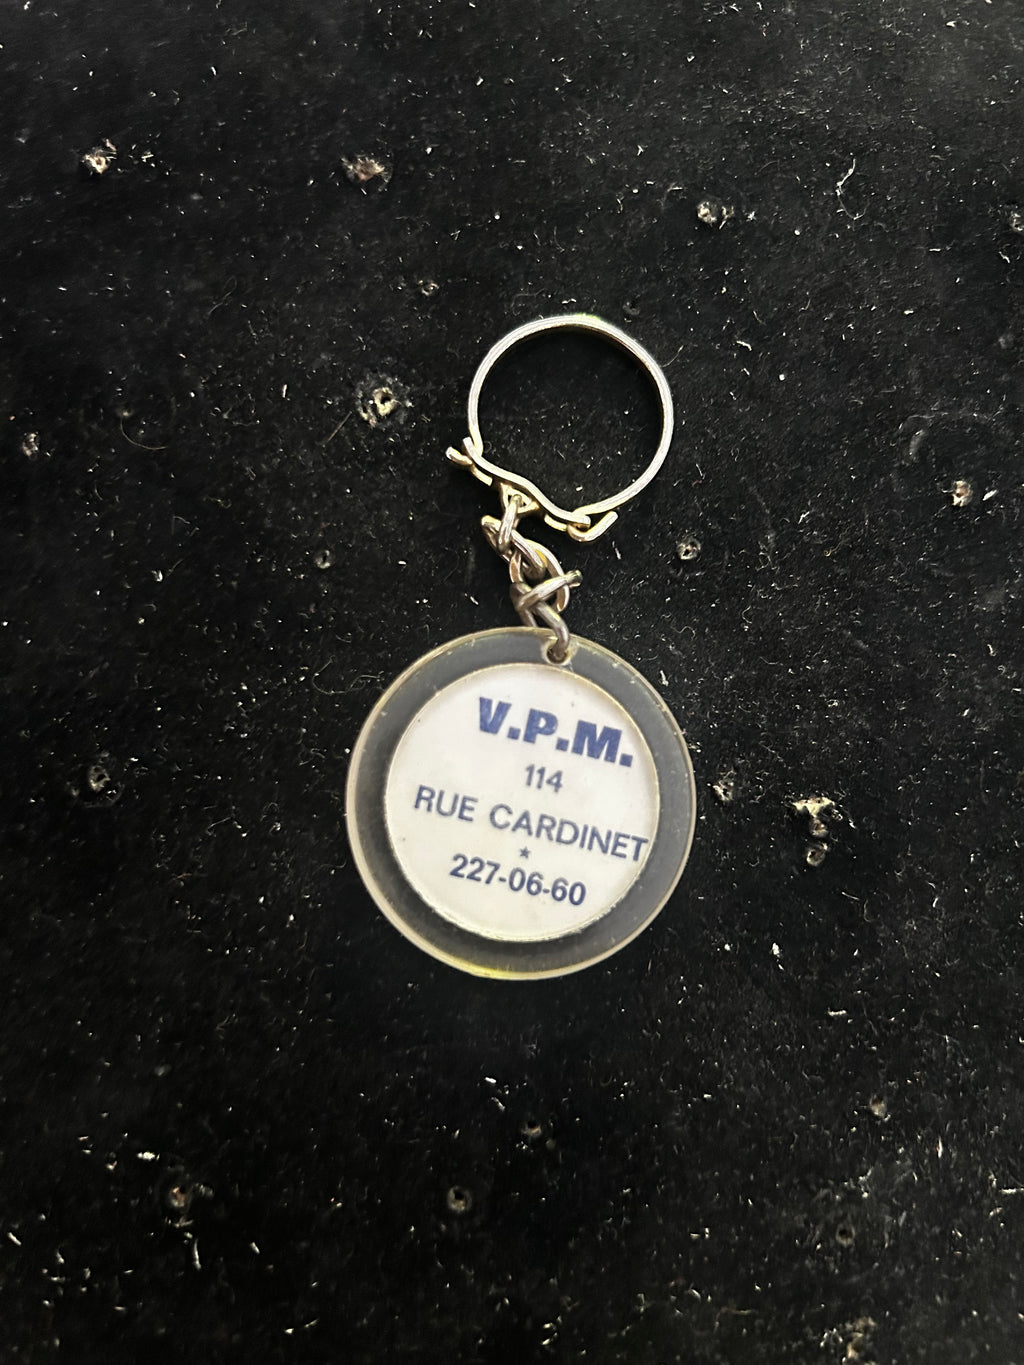 V.P.M.
114
RUE CARDINET
★
227-06-60